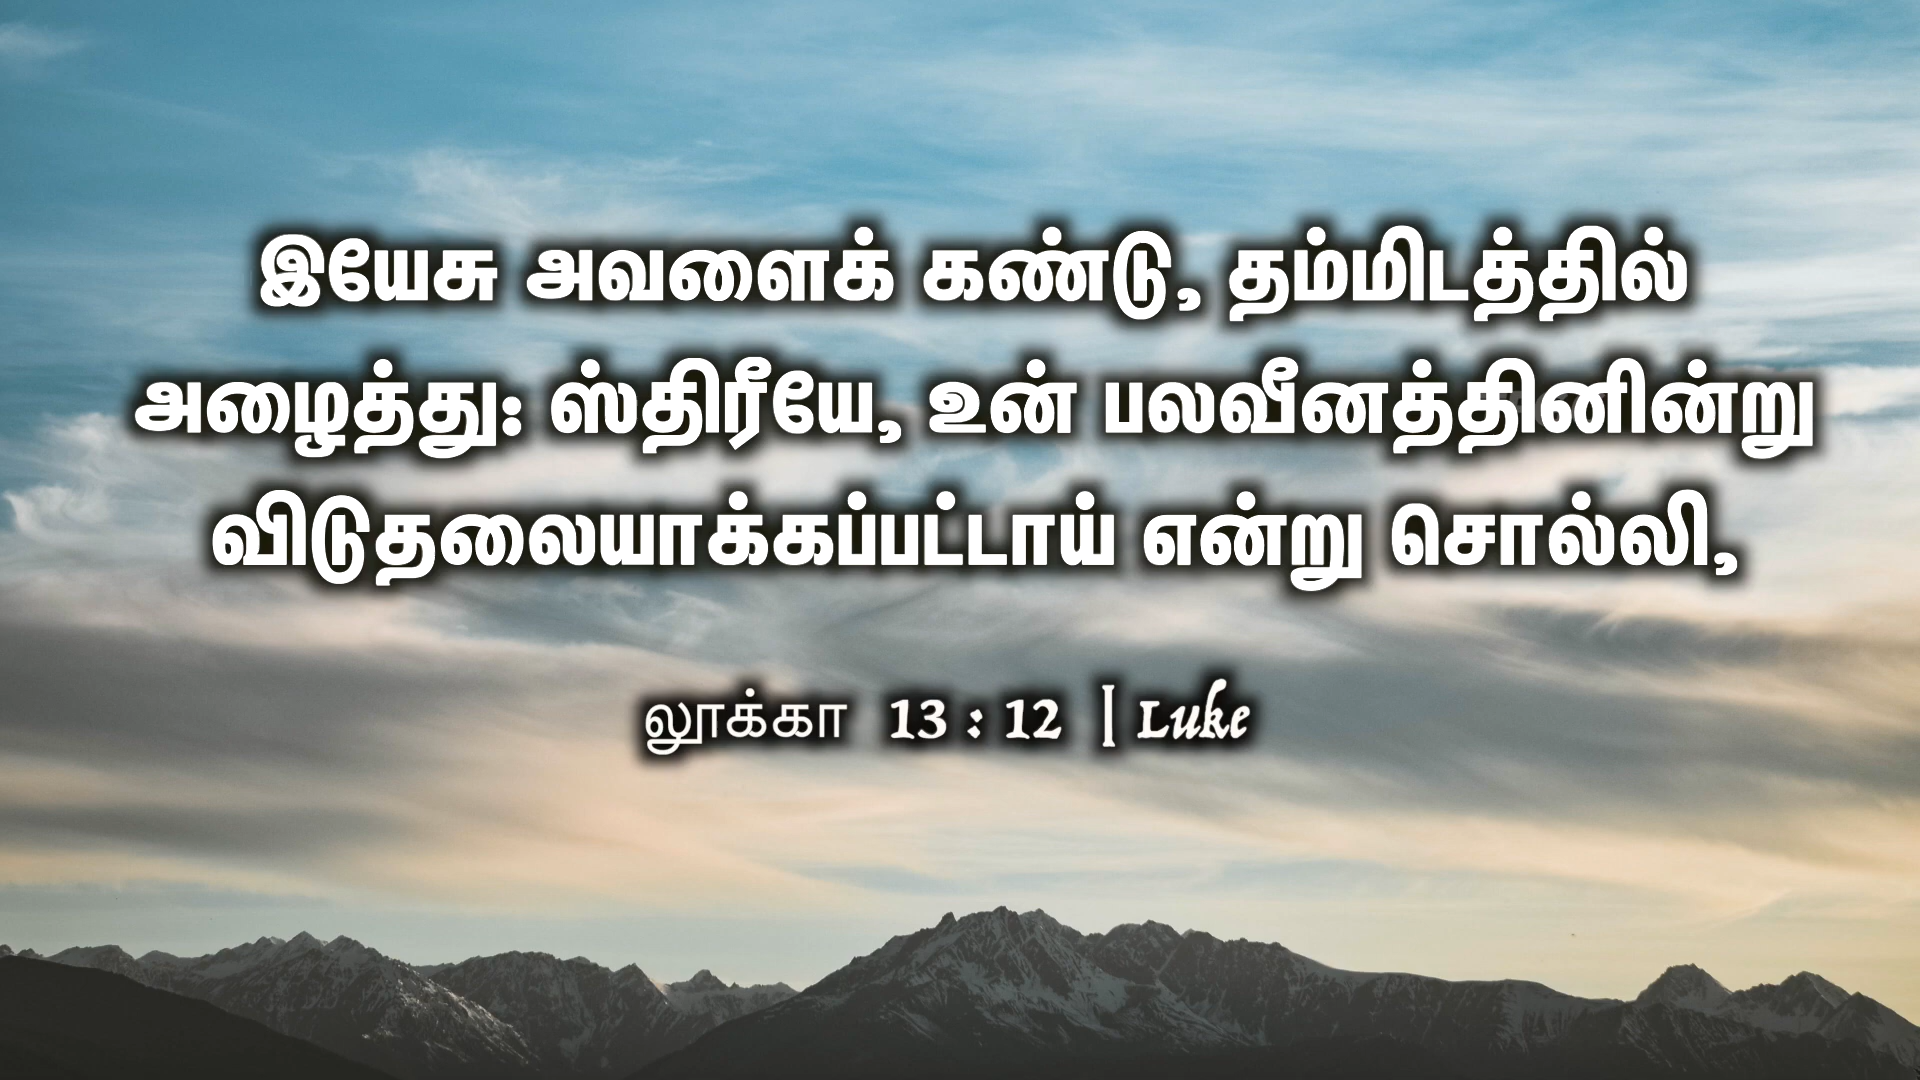 இயேசு அவளைக் கண்டு, தம்மிடத்தில்
அழைத்து: ஸ்திரீயே, உன் பலவீனத்தினின்று
விடுதலையாக்கப்பட்டாய் என்று சொல்லி,
லூக்கா 13 : 12 | Luke